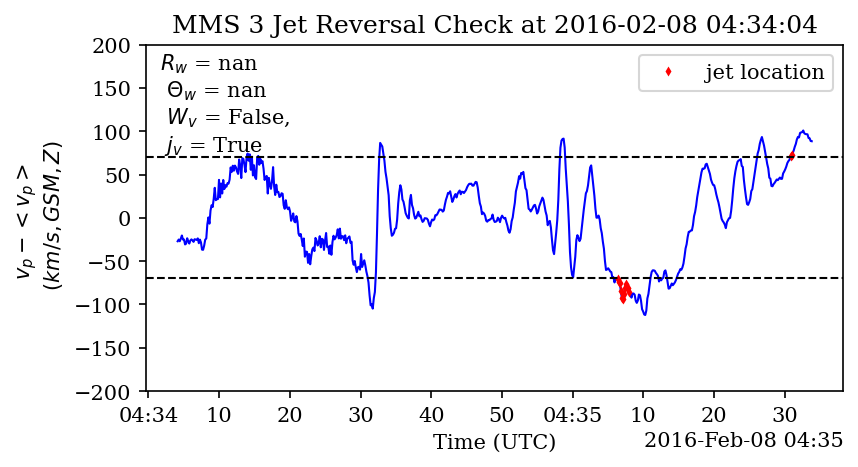 MMS 3 Jet Reversal Check at 2016-02-08 04:34:04
R_w = nan
Θ_w = nan
W_v = False,
j_v = True
jet location
200
150
100
50
0
−50
−100
−150
−200
v_p − < v_p >
(km/s, GSM, Z)
04:34 10 20 30 40 50 04:35 10 20 30
Time (UTC)
2016-Feb-08 04:35